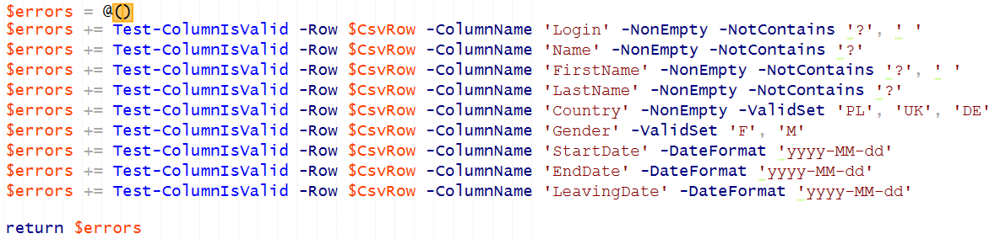 $errors = @()
$errors += Test-ColumnIsValid -Row $CsvRow -ColumnName 'Login' -NonEmpty -NotContains '?', ' '
$errors += Test-ColumnIsValid -Row $CsvRow -ColumnName 'Name' -NonEmpty -NotContains '?'
$errors += Test-ColumnIsValid -Row $CsvRow -ColumnName 'FirstName' -NonEmpty -NotContains '?', ' '
$errors += Test-ColumnIsValid -Row $CsvRow -ColumnName 'LastName' -NonEmpty -NotContains '?'
$errors += Test-ColumnIsValid -Row $CsvRow -ColumnName 'Country' -NonEmpty -ValidSet 'PL', 'UK', 'DE'
$errors += Test-ColumnIsValid -Row $CsvRow -ColumnName 'Gender' -ValidSet 'F', 'M'
$errors += Test-ColumnIsValid -Row $CsvRow -ColumnName 'StartDate' -DateFormat 'yyyy-MM-dd'
$errors += Test-ColumnIsValid -Row $CsvRow -ColumnName 'EndDate' -DateFormat 'yyyy-MM-dd'
$errors += Test-ColumnIsValid -Row $CsvRow -ColumnName 'LeavingDate' -DateFormat 'yyyy-MM-dd'
return $errors